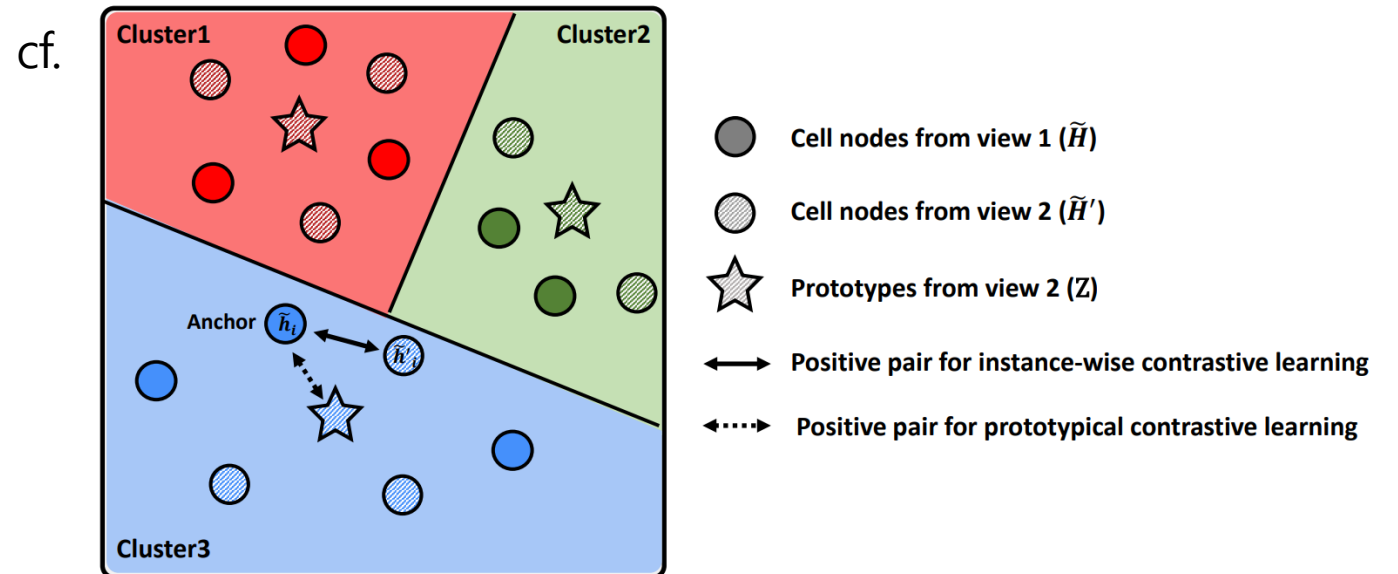 cf.
Cluster1
Cluster2
Cell nodes from view 1 (H̃)
Cell nodes from view 2 (H̃′)
Prototypes from view 2 (Z)
Anchor
h̃ᵢ
h̃′ᵢ
Positive pair for instance-wise contrastive learning
Positive pair for prototypical contrastive learning
Cluster3